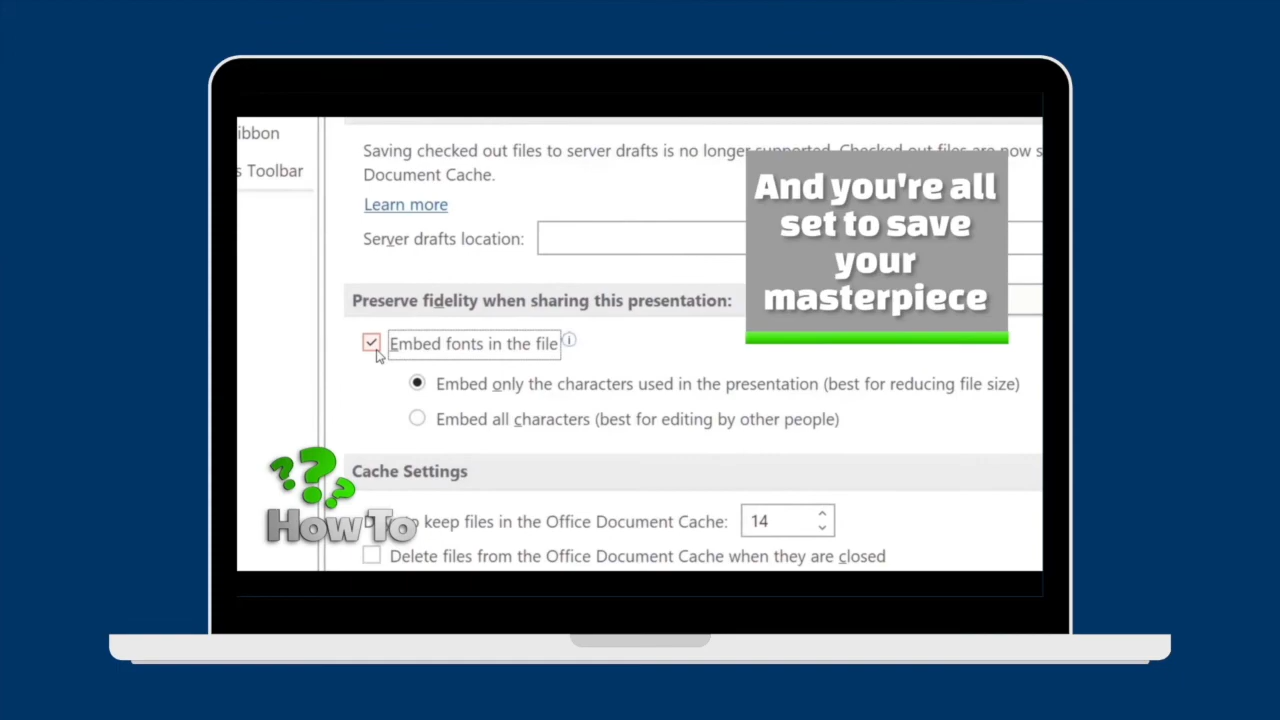 ibbon
s Toolbar
Saving checked out files to server drafts is no longer supported. Checked out files are now s
Document Cache.
Learn more
Server drafts location:
And you're all
set to save
your
masterpiece
Preserve fidelity when sharing this presentation:
Embed fonts in the file
Embed only the characters used in the presentation (best for reducing file size)
Embed all characters (best for editing by other people)
Cache Settings
keep files in the Office Document Cache: 14
Delete files from the Office Document Cache when they are closed
???
How To